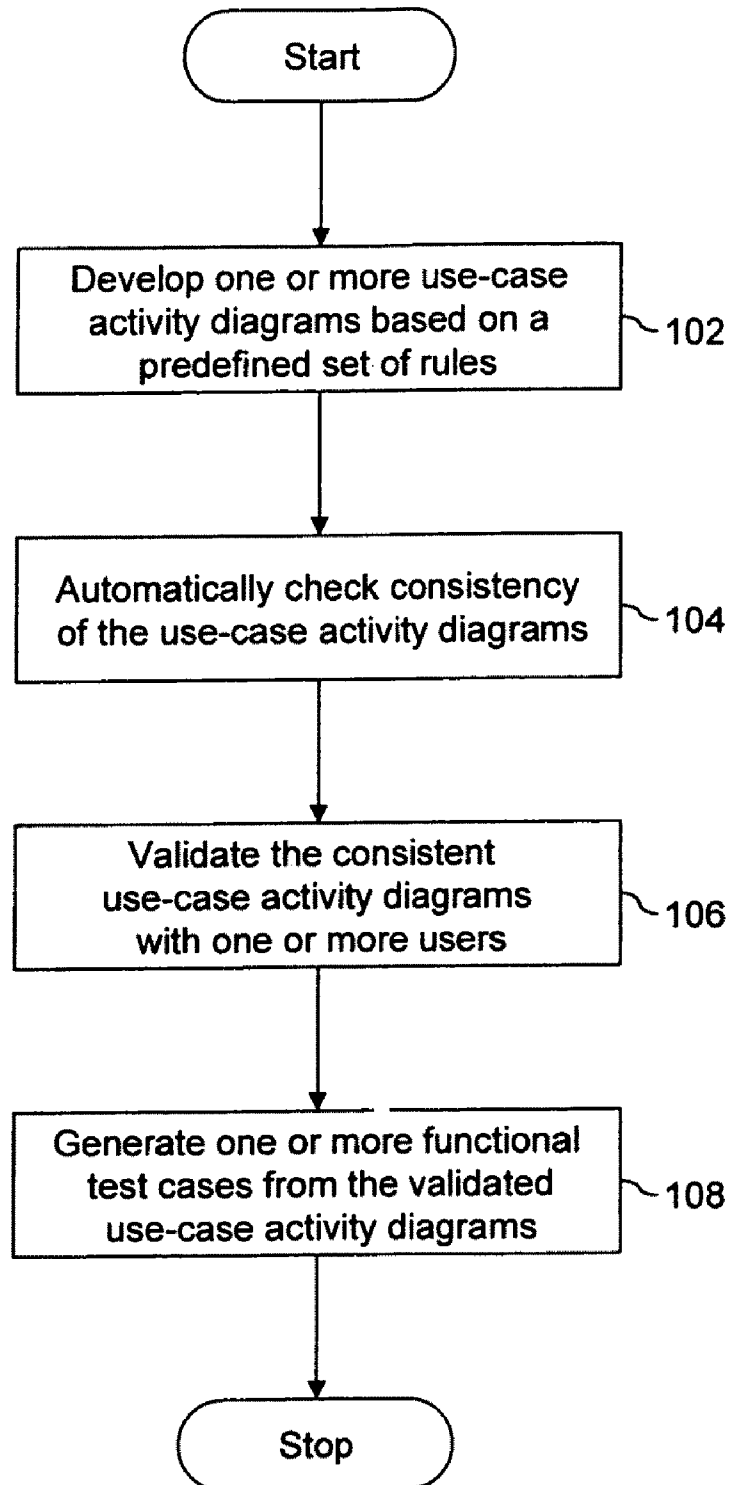 Start
Develop one or more use-case
activity diagrams based on a
predefined set of rules
102
Automatically check consistency
of the use-case activity diagrams
104
Validate the consistent
use-case activity diagrams
with one or more users
106
Generate one or more functional
test cases from the validated
use-case activity diagrams
108
Stop